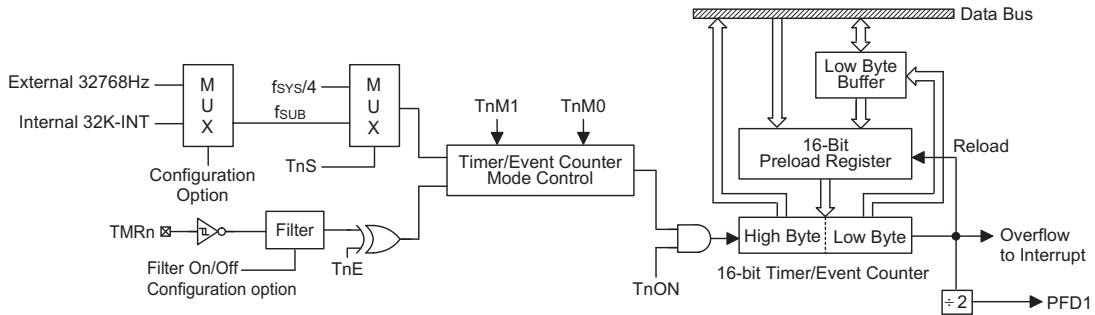 Data Bus
External 32768Hz
Internal 32K-INT
M
U
X
Configuration
Option
fSYS/4
fSUB
M
U
X
TnS
TnM1
TnM0
Timer/Event Counter
Mode Control
Low Byte
Buffer
16-Bit
Preload Register
Reload
TMRn
Filter
Filter On/Off
Configuration option
TnE
TnON
High Byte
Low Byte
16-bit Timer/Event Counter
Overflow
to Interrupt
÷2
PFD1